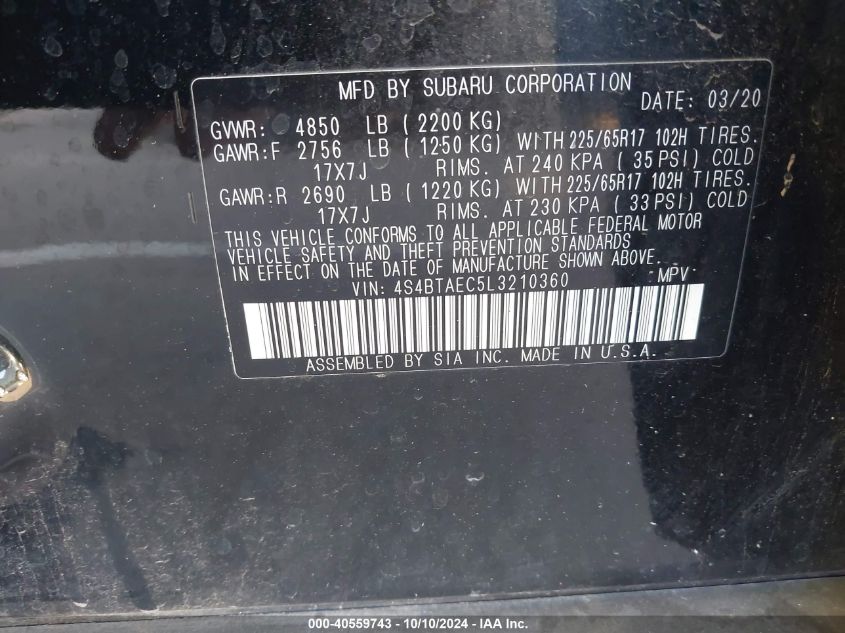 MFD BY SUBARU CORPORATION
DATE: 03/20
GVWR: 4850 LB (2200 KG)
GAWR:F 2756 LB (1250 KG) WITH 225/65R17 102H TIRES.
17X7J RIMS. AT 240 KPA (35 PSI) COLD
GAWR:R 2690 LB (1220 KG) WITH 225/65R17 102H TIRES.
17X7J RIMS. AT 230 KPA (33 PSI) COLD
THIS VEHICLE CONFORMS TO ALL APPLICABLE FEDERAL MOTOR
VEHICLE SAFETY AND THEFT PREVENTION STANDARDS
IN EFFECT ON THE DATE OF MANUFACTURE SHOWN ABOVE.
VIN: 4S4BTAEC5L3210360 MPV
ASSEMBLED BY SIA INC. MADE IN U.S.A.
000-40559743 - 10/10/2024 - IAA Inc.